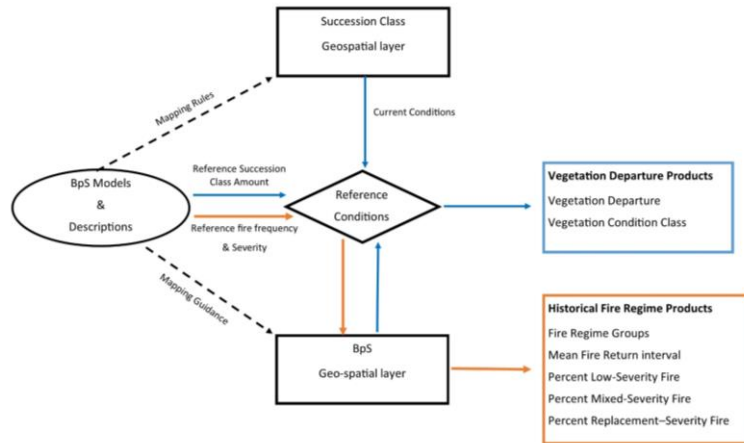 Succession Class
Geospatial layer
Mapping Rules
Current Conditions
BpS Models
&
Descriptions
Reference Succession
Class Amount
Reference fire frequency
& Severity
Reference
Conditions
Vegetation Departure Products
Vegetation Departure
Vegetation Condition Class
Mapping Guidance
BpS
Geo-spatial layer
Historical Fire Regime Products
Fire Regime Groups
Mean Fire Return interval
Percent Low-Severity Fire
Percent Mixed-Severity Fire
Percent Replacement–Severity Fire